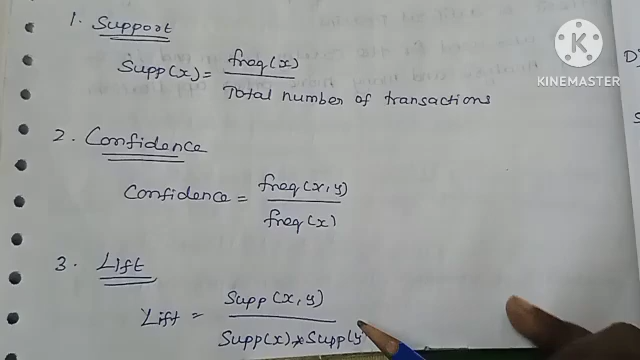 1. Support
Supp(x) = freq(x) / Total number of transactions
2. Confidence
Confidence = freq(x,y) / freq(x)
3. Lift
Lift = Supp(x,y) / Supp(x) * Supp(y)
KINEMASTER
D
S